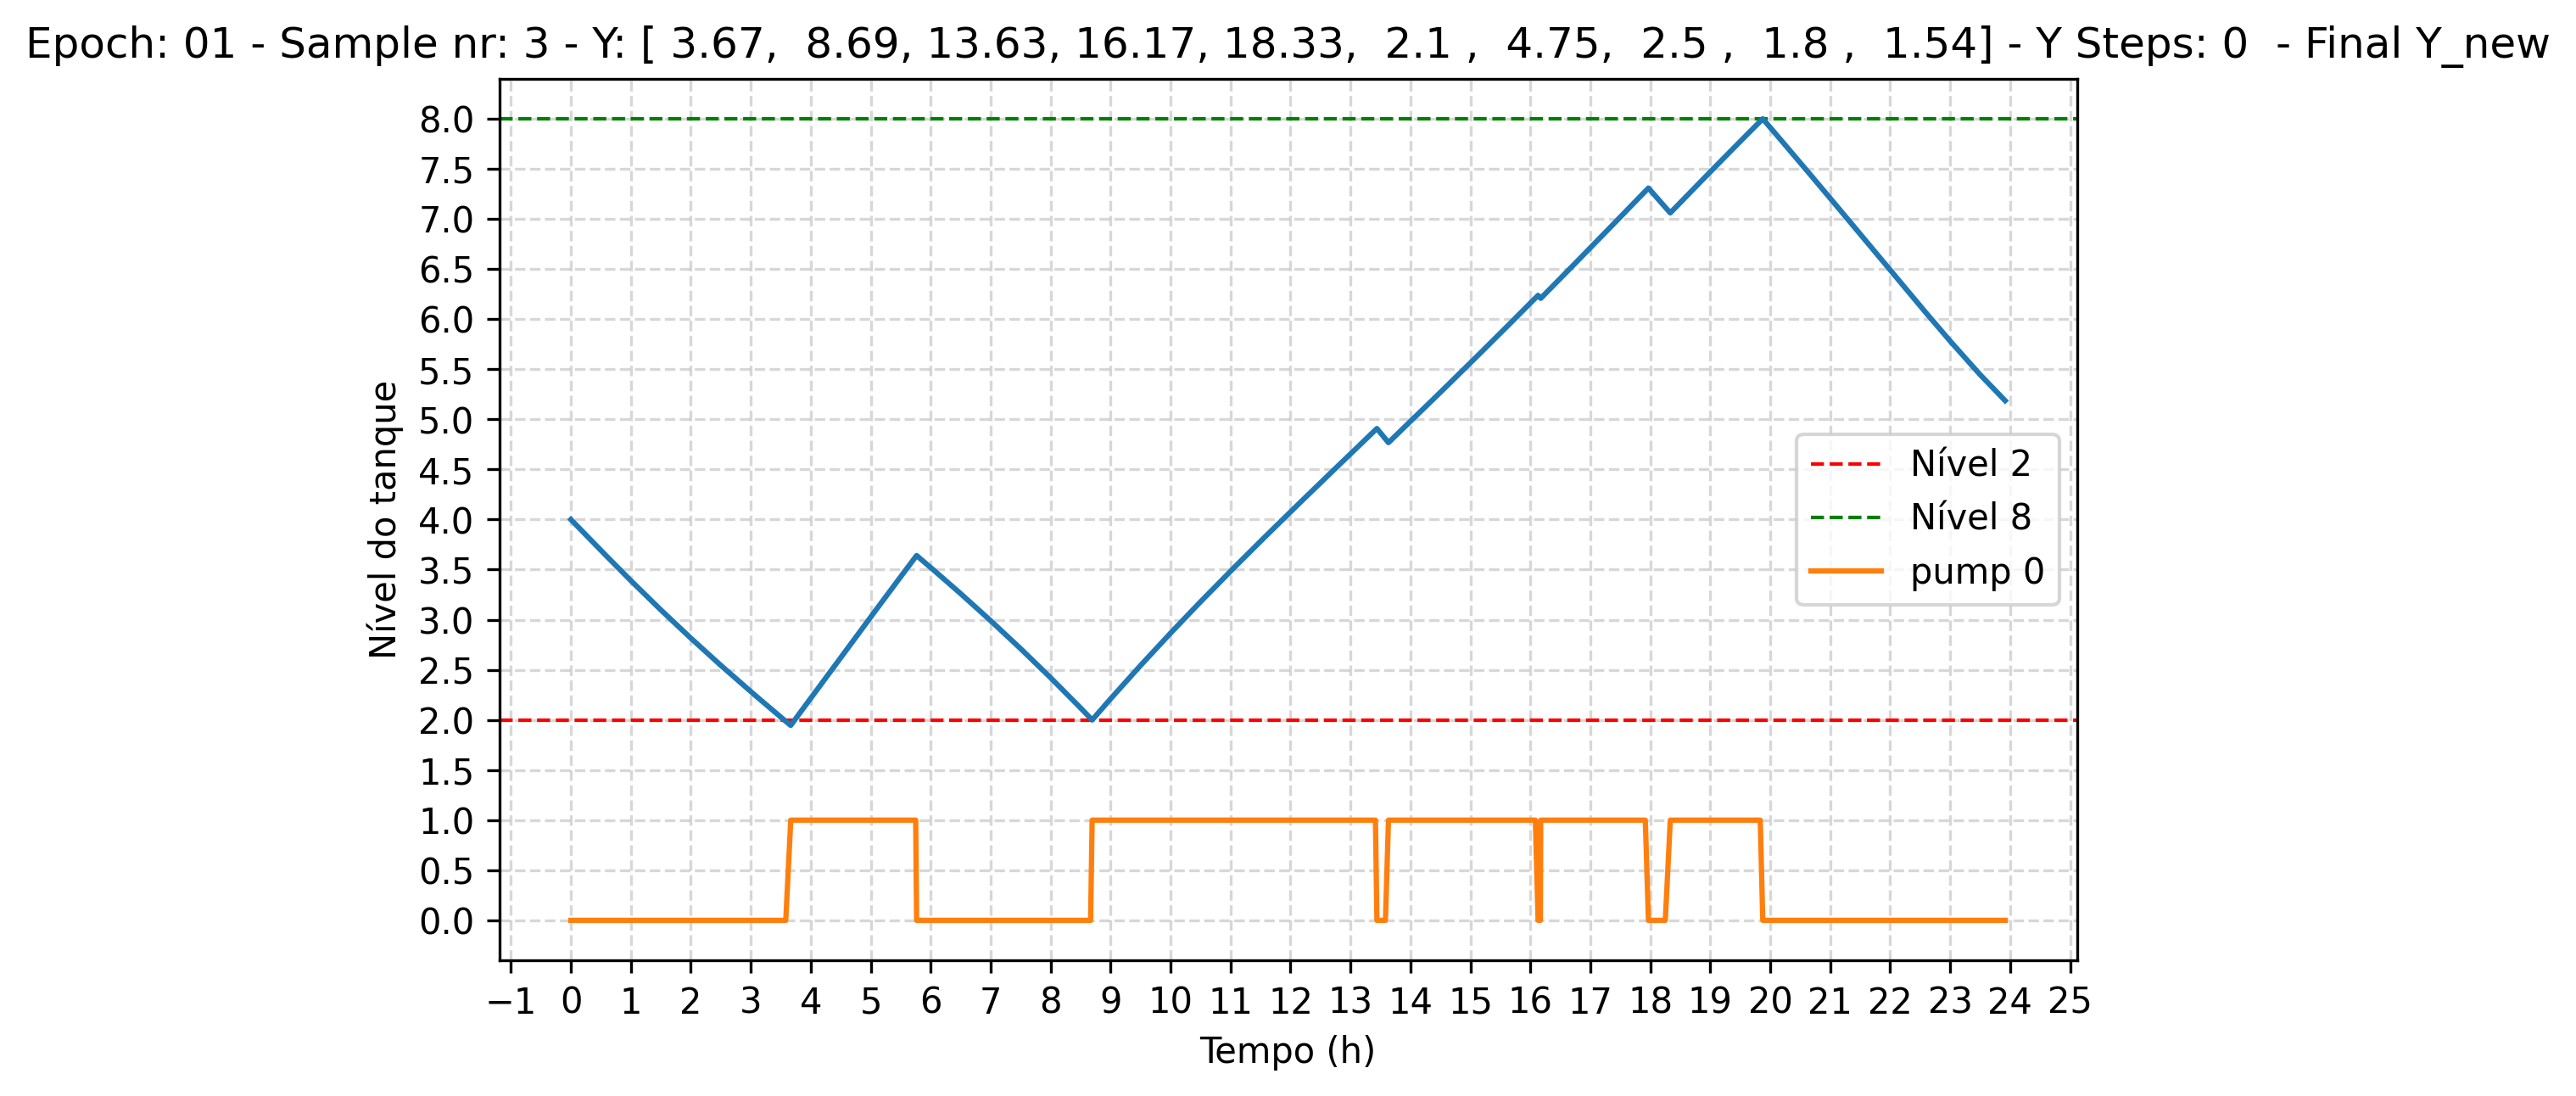 Epoch: 01 - Sample nr: 3 - Y: [ 3.67,  8.69, 13.63, 16.17, 18.33,  2.1 ,  4.75,  2.5 ,  1.8 ,  1.54] - Y Steps: 0  - Final Y_new
8.0
7.5
7.0
6.5
6.0
5.5
5.0
4.5
4.0
3.5
3.0
2.5
2.0
1.5
1.0
0.5
0.0
Nível do tanque
Nível 2
Nível 8
pump 0
−1 0 1 2 3 4 5 6 7 8 9 10 11 12 13 14 15 16 17 18 19 20 21 22 23 24 25
Tempo (h)